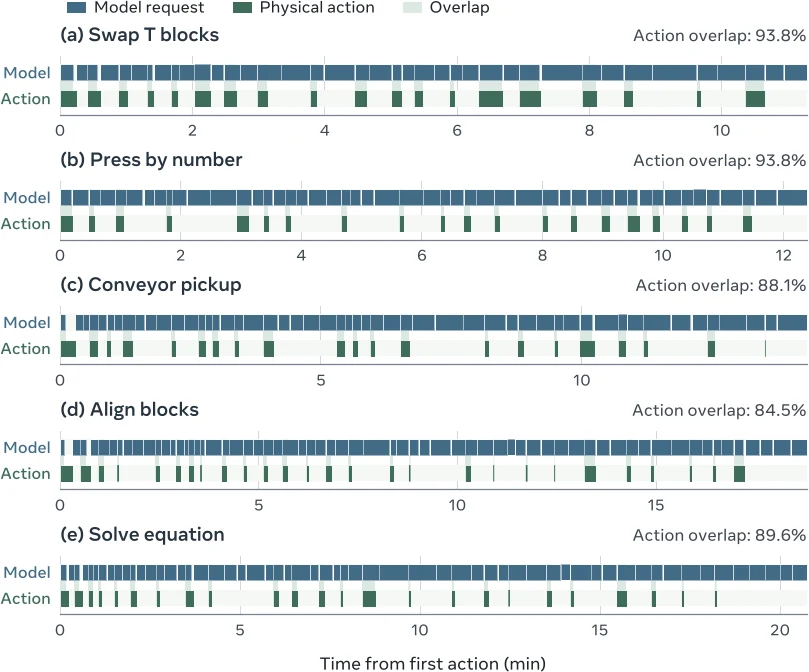 Model request Physical action Overlap
(a) Swap T blocks Action overlap: 93.8%
Model
Action
0 2 4 6 8 10
(b) Press by number Action overlap: 93.8%
Model
Action
0 2 4 6 8 10 12
(c) Conveyor pickup Action overlap: 88.1%
Model
Action
0 5 10
(d) Align blocks Action overlap: 84.5%
Model
Action
0 5 10 15
(e) Solve equation Action overlap: 89.6%
Model
Action
0 5 10 15 20
Time from first action (min)